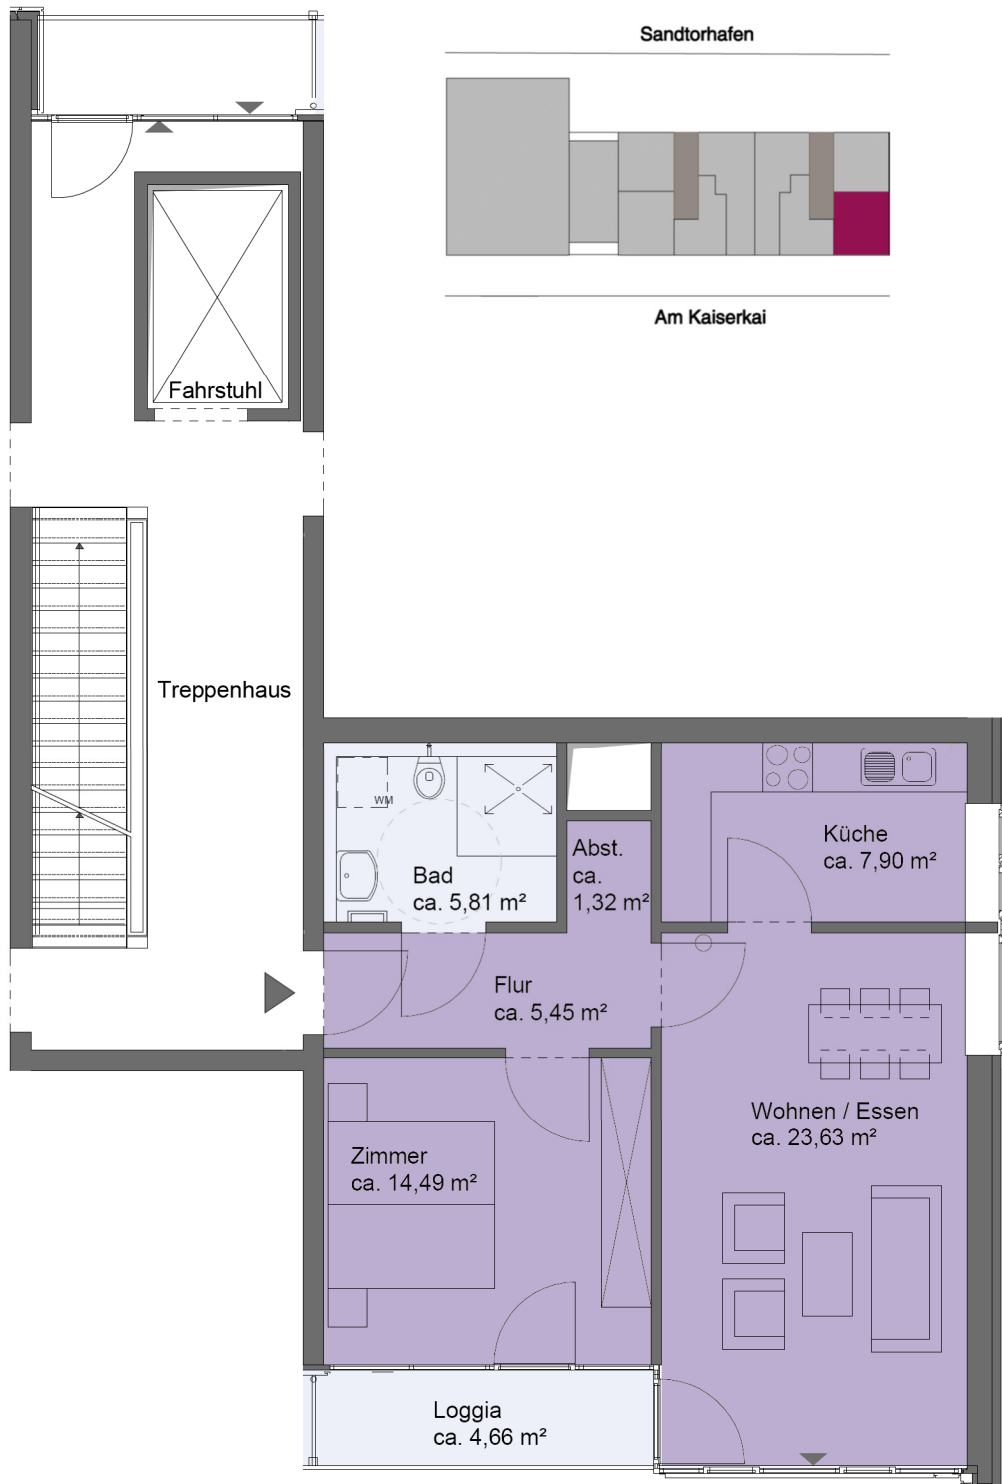 Sandtorhafen
Am Kaiserkai
Fahrstuhl
Treppenhaus
WM
Bad
ca. 5,81 m²
Abst.
ca.
1,32 m²
Küche
ca. 7,90 m²
Flur
ca. 5,45 m²
Wohnen / Essen
ca. 23,63 m²
Zimmer
ca. 14,49 m²
Loggia
ca. 4,66 m²